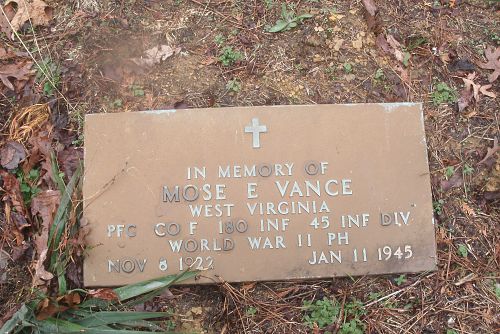 IN MEMORY OF
MOSE E VANCE
WEST VIRGINIA
PFC CO F 180 INF 45 INF DIV
WORLD WAR II PH
NOV 8 1922 JAN 11 1945